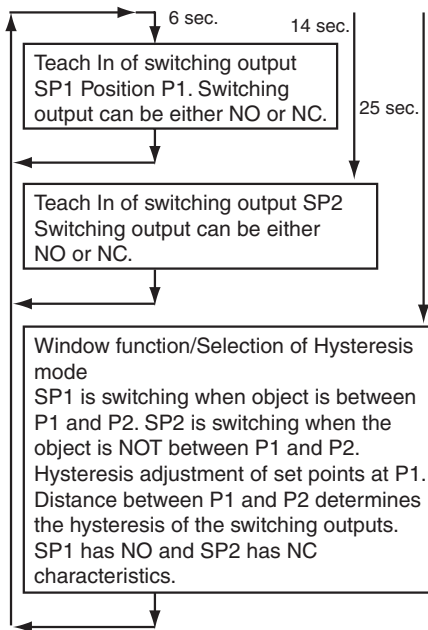 6 sec.
14 sec.
25 sec.
Teach In of switching output
SP1 Position P1. Switching
output can be either NO or NC.
Teach In of switching output SP2
Switching output can be either
NO or NC.
Window function/Selection of Hysteresis
mode
SP1 is switching when object is between
P1 and P2. SP2 is switching when the
object is NOT between P1 and P2.
Hysteresis adjustment of set points at P1.
Distance between P1 and P2 determines
the hysteresis of the switching outputs.
SP1 has NO and SP2 has NC
characteristics.